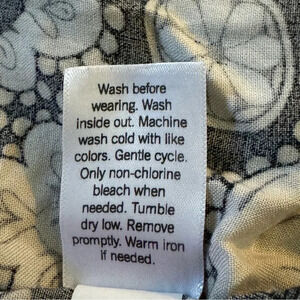 Wash before
wearing. Wash
inside out. Machine
wash cold with like
colors. Gentle cycle.
Only non-chlorine
bleach when
needed. Tumble
dry low. Remove
promptly. Warm iron
if needed.